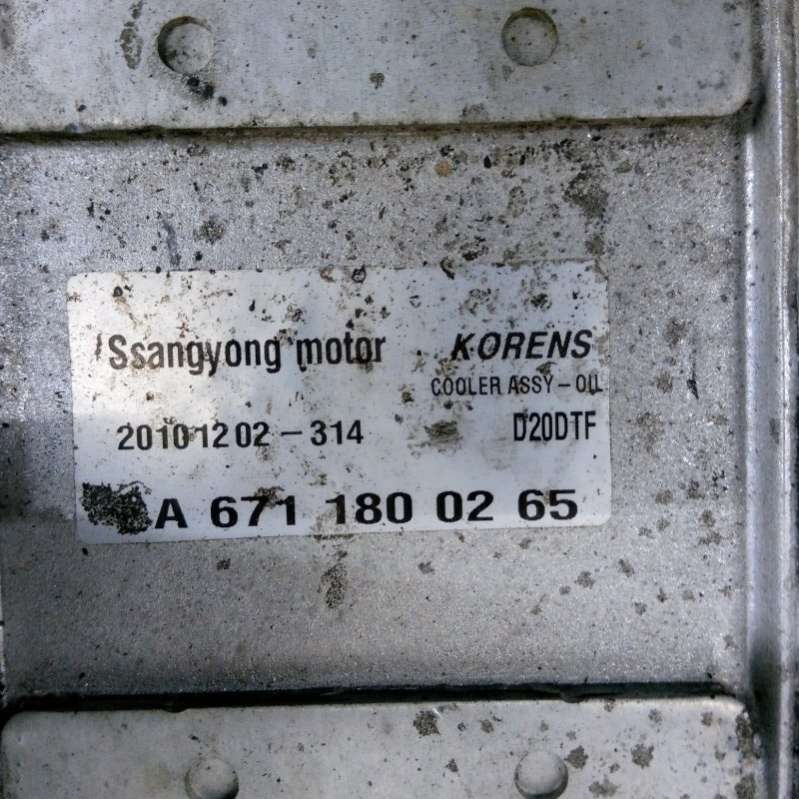 Ssangyong motor KORENS
COOLER ASSY-OIL
20101202-314 D20DTF
A 671 180 02 65